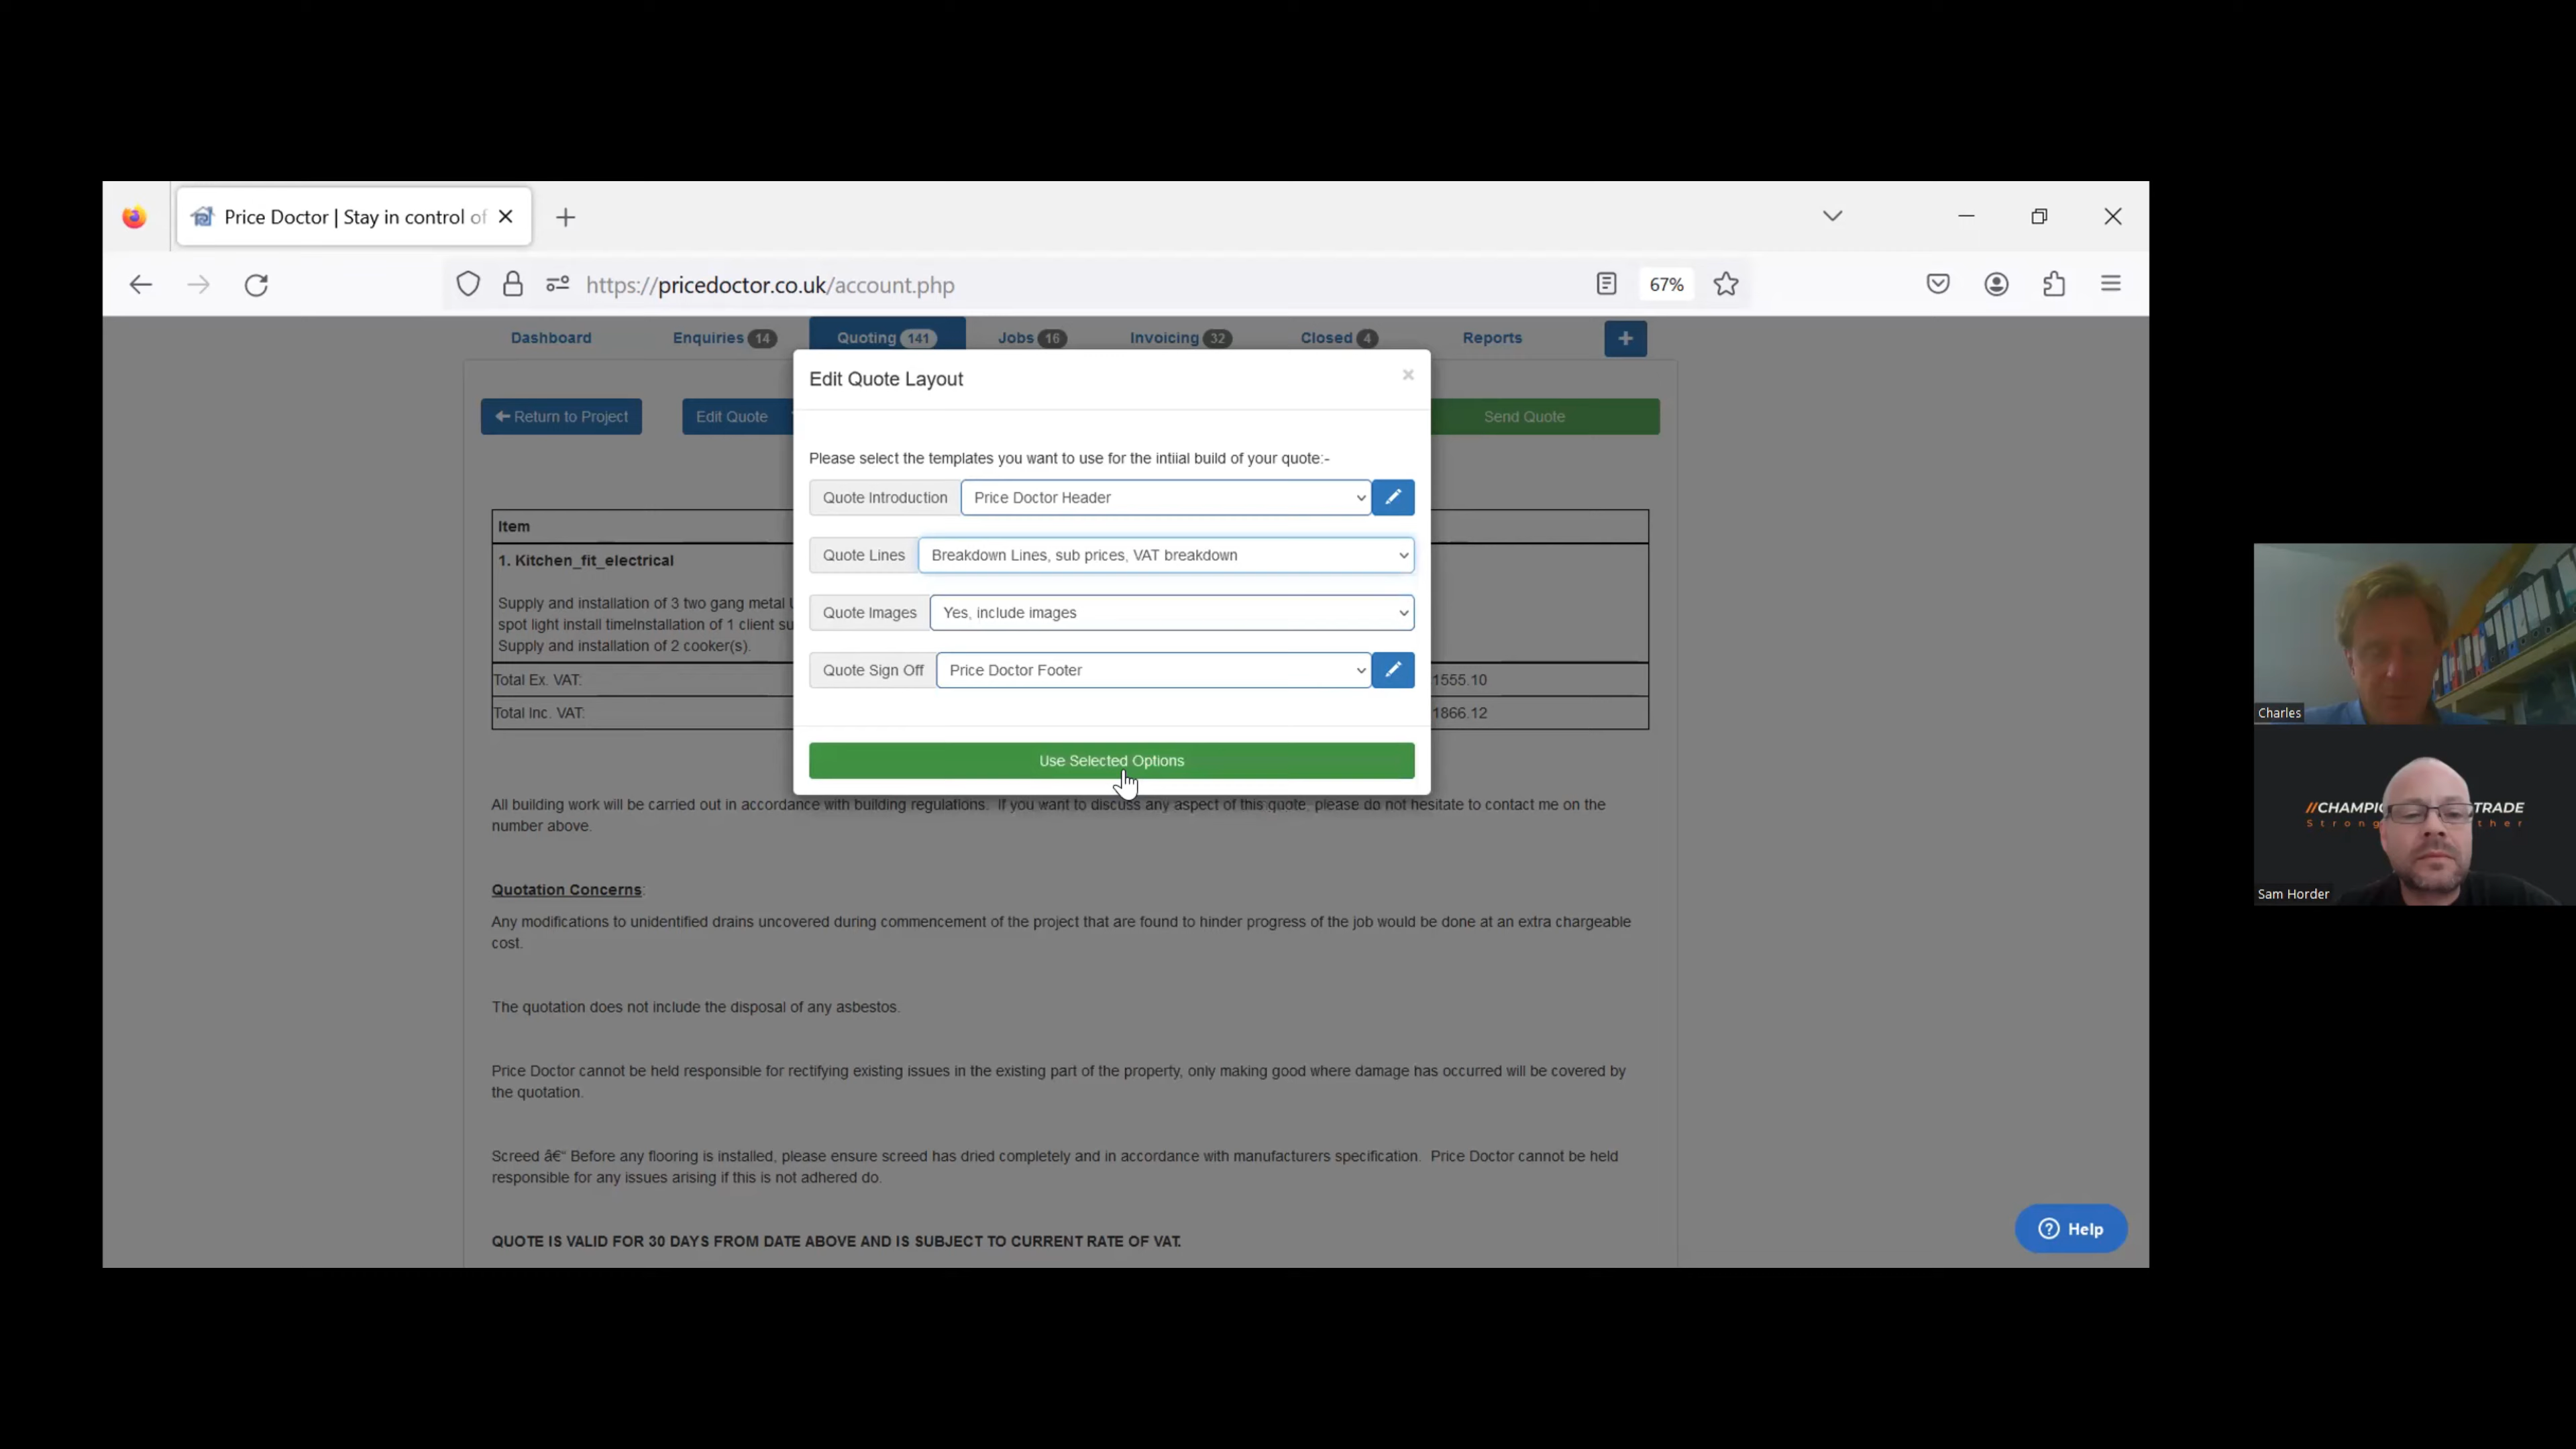 Price Doctor | Stay in control of
https://pricedoctor.co.uk/account.php
67%
Dashboard
Enquiries 14
Quoting 141
Jobs 16
Invoicing 32
Closed 4
Reports
+
Edit Quote Layout
×
Return to Project
Edit Quote
Send Quote
Please select the templates you want to use for the intiial build of your quote:-
Quote Introduction
Price Doctor Header
Item
Quote Lines
Breakdown Lines, sub prices, VAT breakdown
1. Kitchen_fit_electrical
Supply and installation of 3 two gang metal
spot light install timeInstallation of 1 client su
Supply and installation of 2 cooker(s).
Quote Images
Yes, include images
Quote Sign Off
Price Doctor Footer
Total Ex. VAT:
1555.10
Total Inc. VAT:
1866.12
Use Selected Options
All building work will be carried out in accordance with building regulations. If you want to discuss any aspect of this quote, please do not hesitate to contact me on the
number above.
Quotation Concerns:
Any modifications to unidentified drains uncovered during commencement of the project that are found to hinder progress of the job would be done at an extra chargeable
cost.
The quotation does not include the disposal of any asbestos.
Price Doctor cannot be held responsible for rectifying existing issues in the existing part of the property, only making good where damage has occurred will be covered by
the quotation.
Screed â€“ Before any flooring is installed, please ensure screed has dried completely and in accordance with manufacturers specification. Price Doctor cannot be held
responsible for any issues arising if this is not adhered do.
QUOTE IS VALID FOR 30 DAYS FROM DATE ABOVE AND IS SUBJECT TO CURRENT RATE OF VAT.
Help
Charles
//CHAMPIO TRADE
Strong ther
Sam Horder